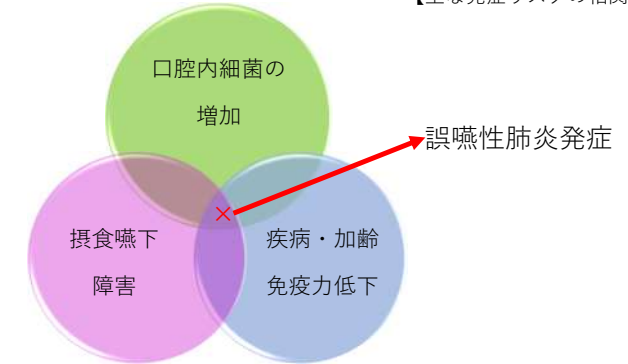 口腔内細菌の
増加
誤嚥性肺炎発症
摂食嚥下
障害
疾病・加齢
免疫力低下